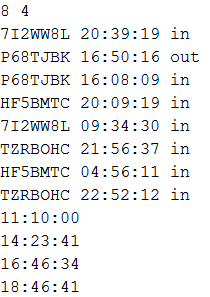 8 4
7I2WW8L 20:39:19 in
P68TJBK 16:50:16 out
P68TJBK 16:08:09 in
HF5BMTC 20:09:19 in
7I2WW8L 09:34:30 in
TZRBOHC 21:56:37 in
HF5BMTC 04:56:11 in
TZRBOHC 22:52:12 in
11:10:00
14:23:41
16:46:34
18:46:41